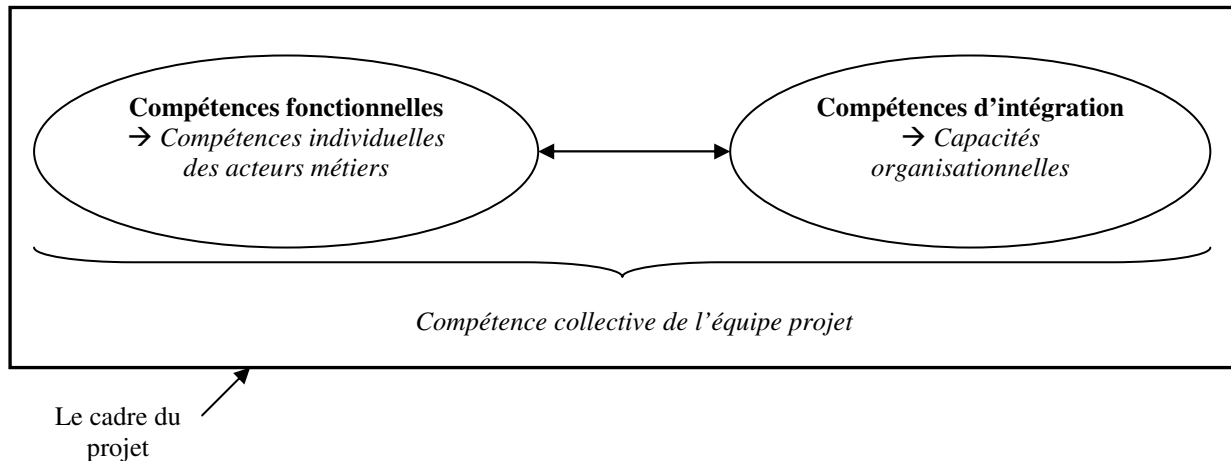 Compétences fonctionnelles
→ Compétences individuelles
des acteurs métiers
Compétences d’intégration
→ Capacités
organisationnelles
Compétence collective de l’équipe projet
Le cadre du
projet